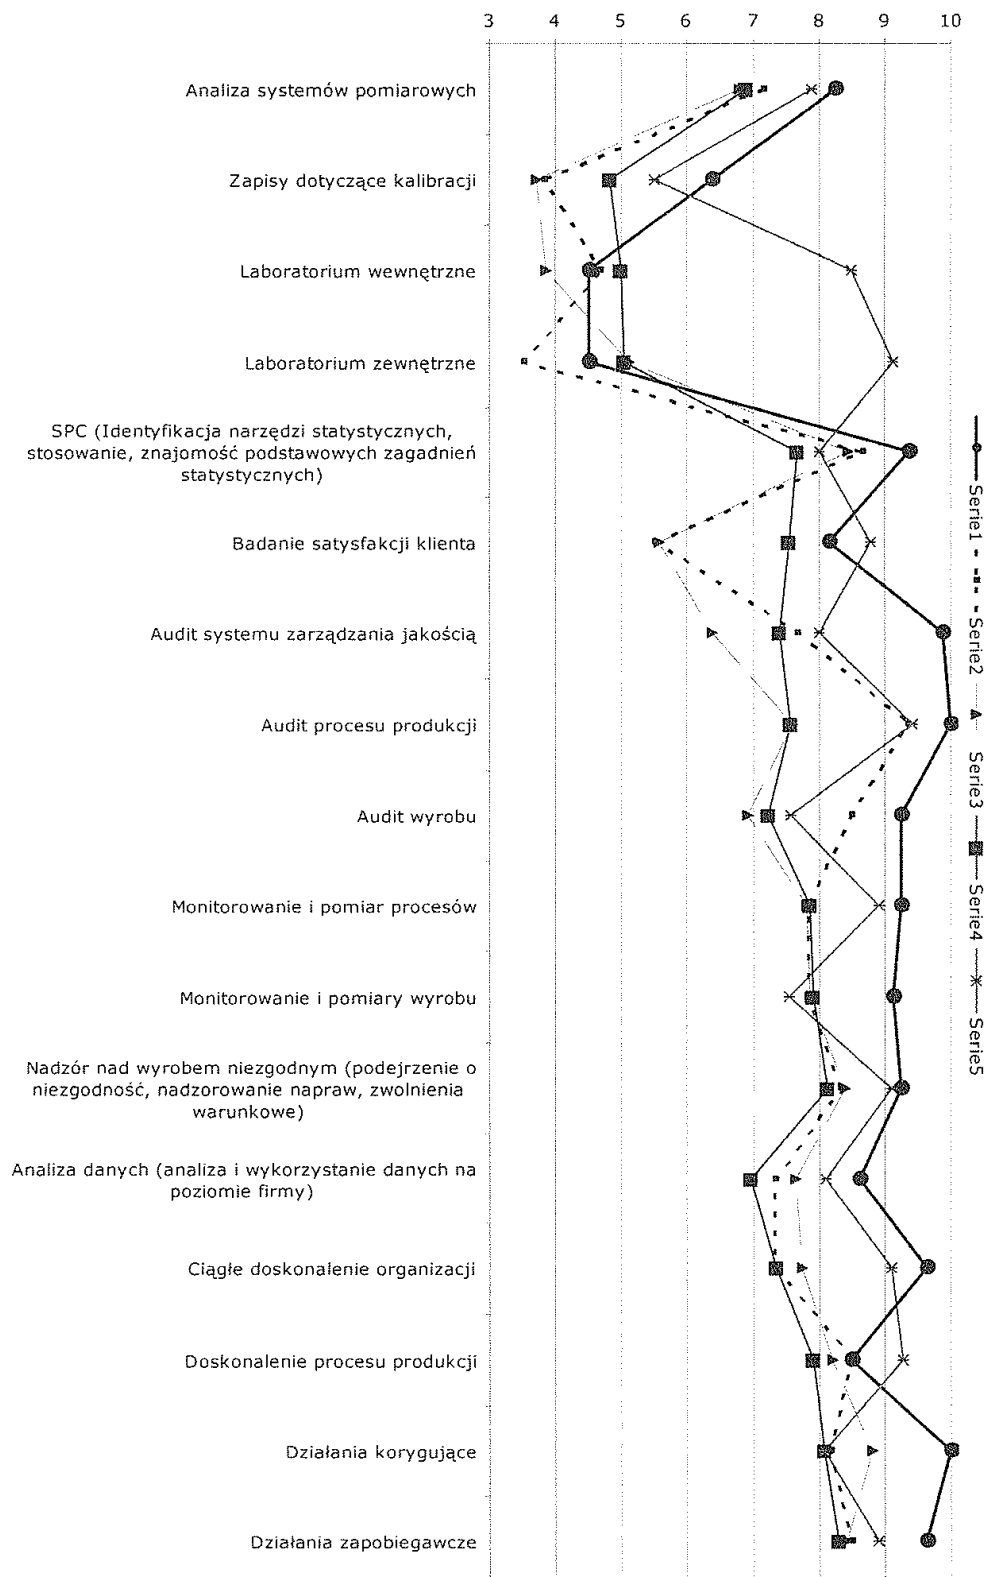 3 4 5 6 7 8 9 10
Analiza systemów pomiarowych
Zapisy dotyczące kalibracji
Laboratorium wewnętrzne
Laboratorium zewnętrzne
SPC (Identyfikacja narzędzi statystycznych,
stosowanie, znajomość podstawowych zagadnień
statystycznych)
Badanie satysfakcji klienta
Audit systemu zarządzania jakością
Audit procesu produkcji
Audit wyrobu
Monitorowanie i pomiar procesów
Monitorowanie i pomiary wyrobu
Nadzór nad wyrobem niezgodnym (podejrzenie o
niezgodność, nadzorowanie napraw, zwolnienia
warunkowe)
Analiza danych (analiza i wykorzystanie danych na
poziomie firmy)
Ciągłe doskonalenie organizacji
Doskonalenie procesu produkcji
Działania korygujące
Działania zapobiegawcze
Serie1 Serie2 Serie3 Serie4 Serie5